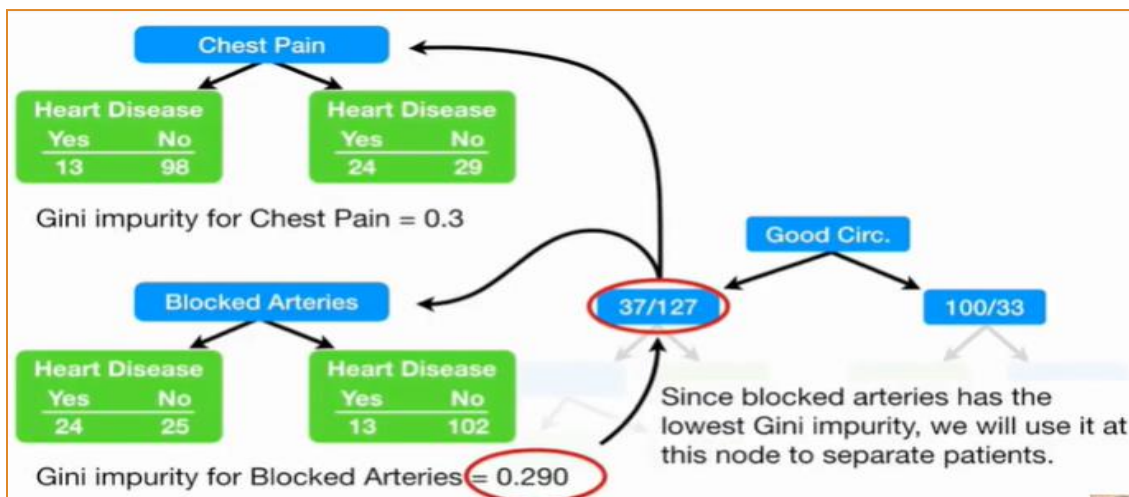 Chest Pain
Heart Disease
Yes No
13 98
Heart Disease
Yes No
24 29
Gini impurity for Chest Pain = 0.3
Blocked Arteries
Heart Disease
Yes No
24 25
Heart Disease
Yes No
13 102
Gini impurity for Blocked Arteries = 0.290
Good Circ.
37/127
100/33
Since blocked arteries has the
lowest Gini impurity, we will use it at
this node to separate patients.